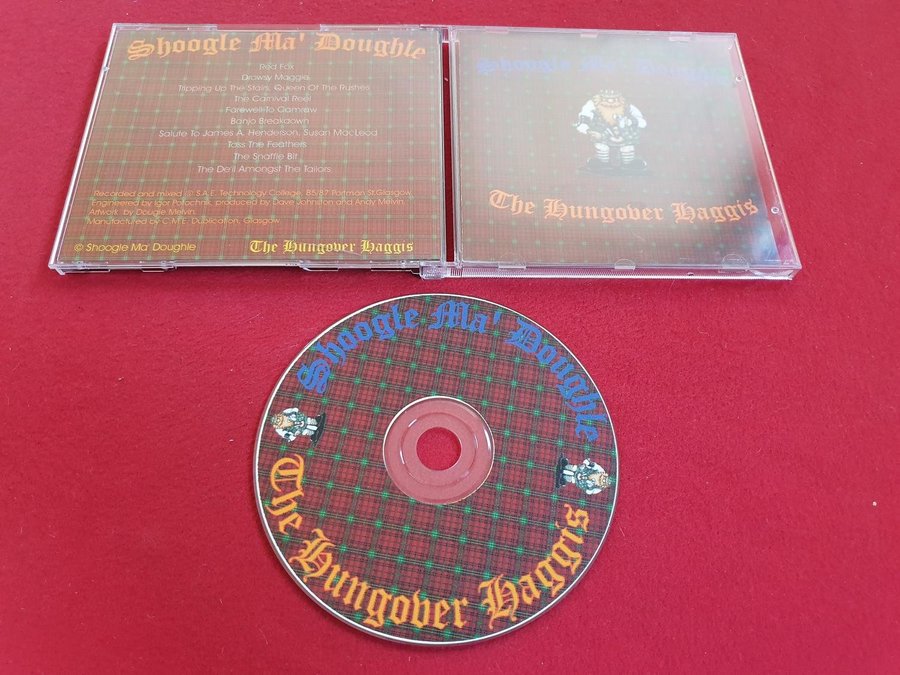 Shoogle Ma' Doughle
Red Fox
Drowsy Maggie
Tripping Up The Stairs, Queen Of The Rushes
The Carnival Reel
Farewell To Gamraw
Banjo Breakdown
Salute To James A. Henderson, Susan MacLeod
Toss The Feathers
The Snaffle Bit
The De'il Amongst The Tailors
Recorded and mixed @ S.A.E. Technology College, 85/87 Portman St.Glasgow
Engineered by Igor Polochnik, produced by Dave Johnston and Andy Melvin
Artwork by Dougie Melvin.
Manufactured by C.M.E. Duplication, Glasgow
© Shoogle Ma' Doughle
The Hungover Haggis
Shoogle Ma' Doughle
The Hungover Haggis
Shoogle Ma' Doughle
The Hungover Haggis